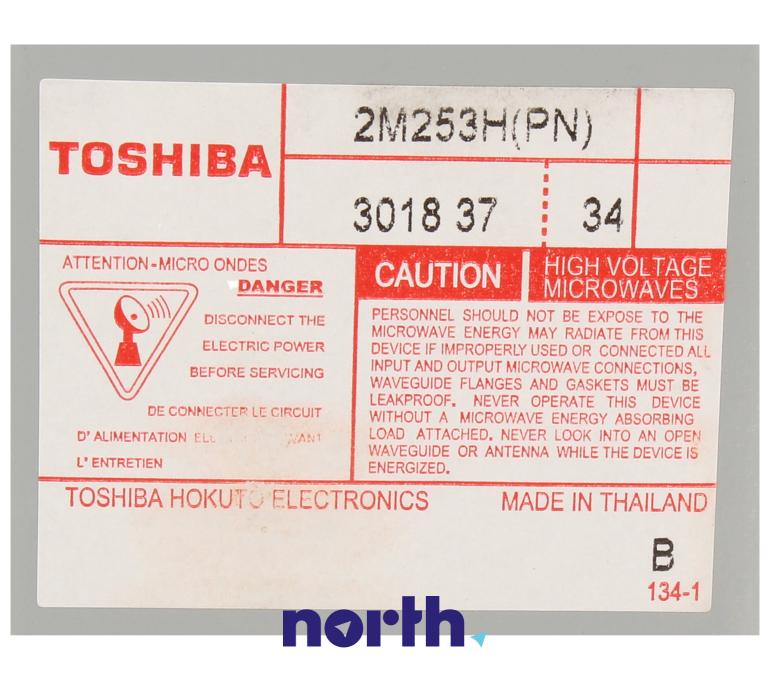 TOSHIBA
2M253H(PN)
3018 37
34
ATTENTION-MICRO ONDES
DANGER
DISCONNECT THE
ELECTRIC POWER
BEFORE SERVICING
DE CONNECTER LE CIRCUIT
D' ALIMENTATION
L' ENTRETIEN
CAUTION
HIGH VOLTAGE
MICROWAVES
PERSONNEL SHOULD NOT BE EXPOSE TO THE
MICROWAVE ENERGY MAY RADIATE FROM THIS
DEVICE IF IMPROPERLY USED OR CONNECTED ALL
INPUT AND OUTPUT MICROWAVE CONNECTIONS,
WAVEGUIDE FLANGES AND GASKETS MUST BE
LEAKPROOF. NEVER OPERATE THIS DEVICE
WITHOUT A MICROWAVE ENERGY ABSORBING
LOAD ATTACHED. NEVER LOOK INTO AN OPEN
WAVEGUIDE OR ANTENNA WHILE THE DEVICE IS
ENERGIZED.
TOSHIBA HOKUTO ELECTRONICS
MADE IN THAILAND
B
134-1
north.